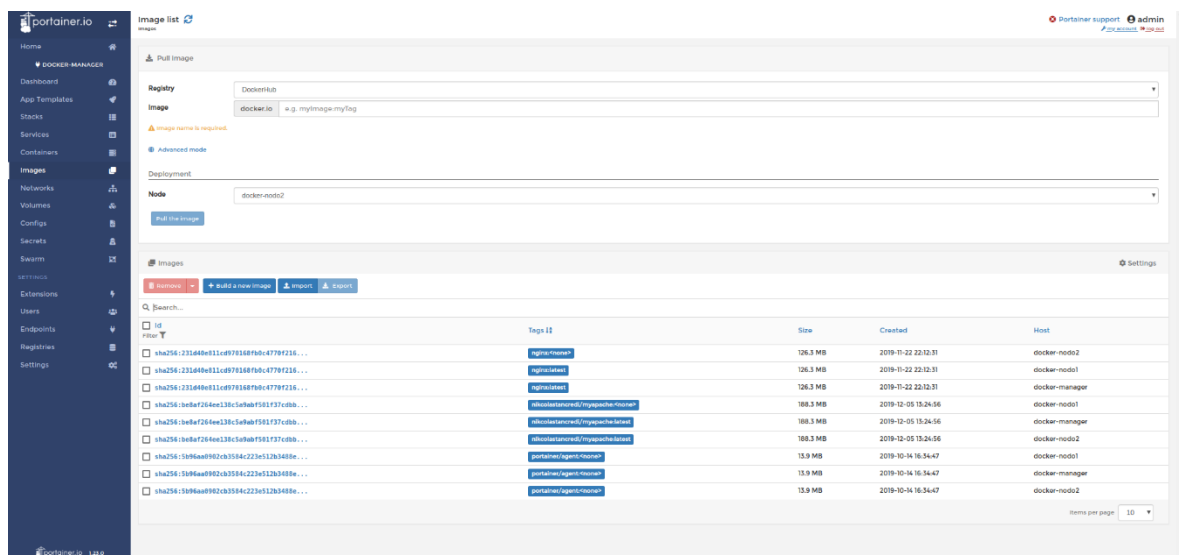 portainer.io
Image list
Images
Portainer support admin
my account log out
Home
DOCKER-MANAGER
Dashboard
App Templates
Stacks
Services
Containers
Images
Networks
Volumes
Configs
Secrets
Swarm
SETTINGS
Extensions
Users
Endpoints
Registries
Settings
portainer.io 1.23.0
Pull image
Registry DockerHub
Image docker.io e.g. myImage:myTag
Image name is required.
Advanced mode
Deployment
Node docker-nodo2
Pull the image
Images Settings
Remove + Build a new image Import Export
Search...
Id Tags Size Created Host
Filter
sha256:231d40e811cd970168fb0c4770f216... nginx:<none> 126.3 MB 2019-11-22 22:12:31 docker-nodo2
sha256:231d40e811cd970168fb0c4770f216... nginx:latest 126.3 MB 2019-11-22 22:12:31 docker-nodo1
sha256:231d40e811cd970168fb0c4770f216... nginx:latest 126.3 MB 2019-11-22 22:12:31 docker-manager
sha256:be8af264ee138c5a9abf501f37cdbb... nikolastancredi/myapache:<none> 188.3 MB 2019-12-05 13:24:56 docker-nodo1
sha256:be8af264ee138c5a9abf501f37cdbb... nikolastancredi/myapache:latest 188.3 MB 2019-12-05 13:24:56 docker-manager
sha256:be8af264ee138c5a9abf501f37cdbb... nikolastancredi/myapache:latest 188.3 MB 2019-12-05 13:24:56 docker-nodo2
sha256:5b96aa0902cb3584c223e512b3488e... portainer/agent:<none> 13.9 MB 2019-10-14 16:34:47 docker-nodo1
sha256:5b96aa0902cb3584c223e512b3488e... portainer/agent:<none> 13.9 MB 2019-10-14 16:34:47 docker-manager
sha256:5b96aa0902cb3584c223e512b3488e... portainer/agent:<none> 13.9 MB 2019-10-14 16:34:47 docker-nodo2
Items per page 10